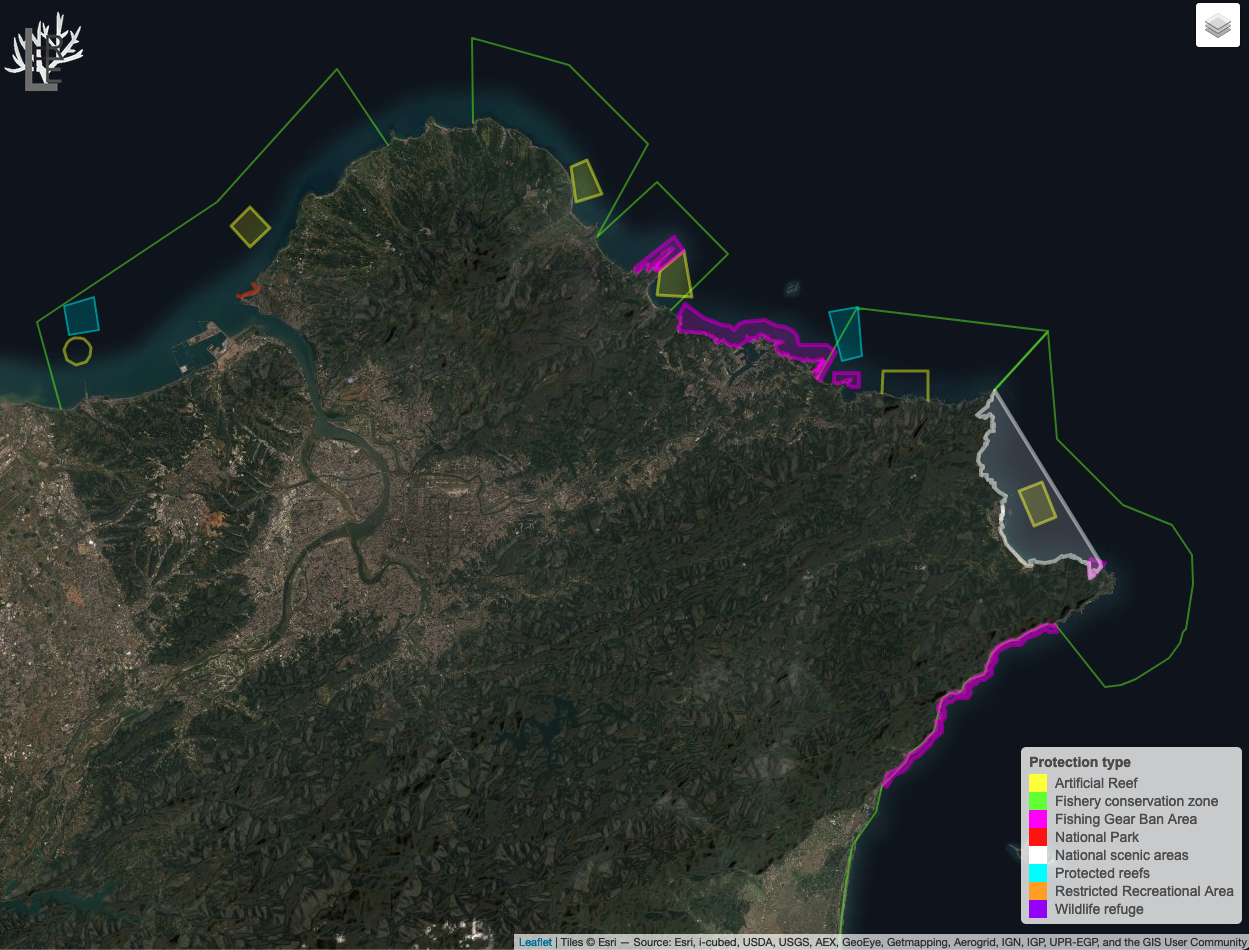 Protection type
Artificial Reef
Fishery conservation zone
Fishing Gear Ban Area
National Park
National scenic areas
Protected reefs
Restricted Recreational Area
Wildlife refuge
Leaflet | Tiles © Esri — Source: Esri, i-cubed, USDA, USGS, AEX, GeoEye, Getmapping, Aerogrid, IGN, IGP, UPR-EGP, and the GIS User Community